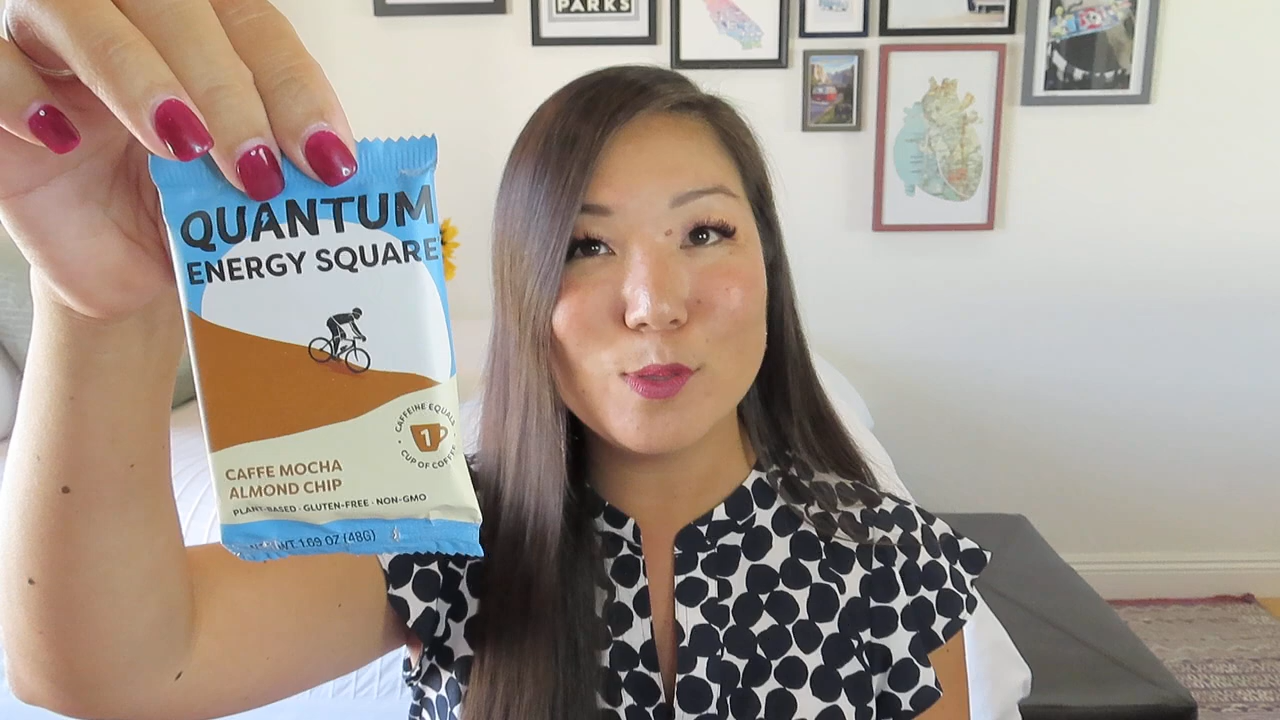 PARKS
QUANTUM
ENERGY SQUARE
CAFFEINE EQUALS
1
CUP OF COFFEE
CAFFE MOCHA
ALMOND CHIP
PLANT-BASED · GLUTEN-FREE · NON-GMO
WT. 1.69 OZ (48G)